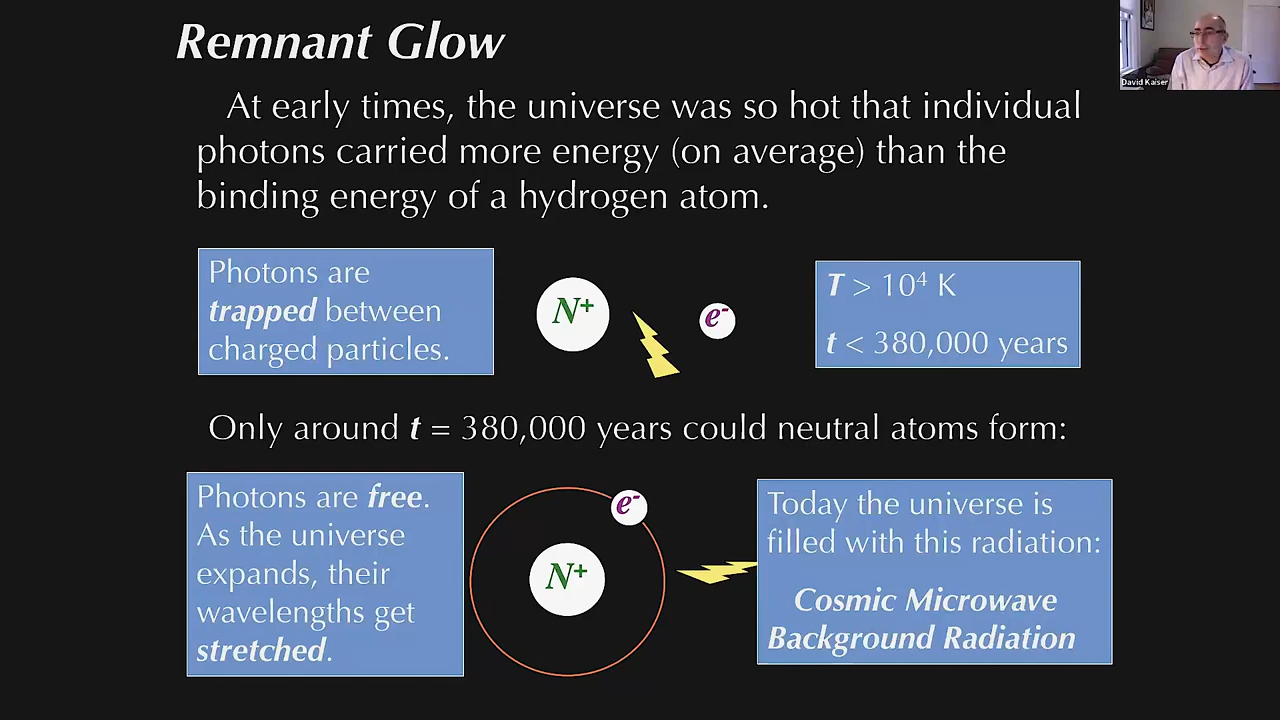 Remnant Glow
David Kaiser
At early times, the universe was so hot that individual
photons carried more energy (on average) than the
binding energy of a hydrogen atom.
Photons are
trapped between
charged particles.
N⁺
e⁻
T > 10⁴ K
t < 380,000 years
Only around t = 380,000 years could neutral atoms form:
Photons are free.
As the universe
expands, their
wavelengths get
stretched.
e⁻
N⁺
Today the universe is
filled with this radiation:
Cosmic Microwave
Background Radiation